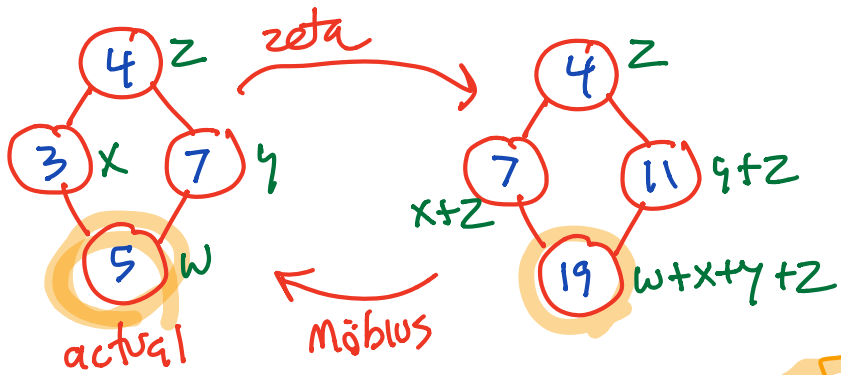 4 z
zeta
4 z
3 x
7 y
7
11 y+z
x+z
5 w
19 w+x+y+z
Möbius
actual